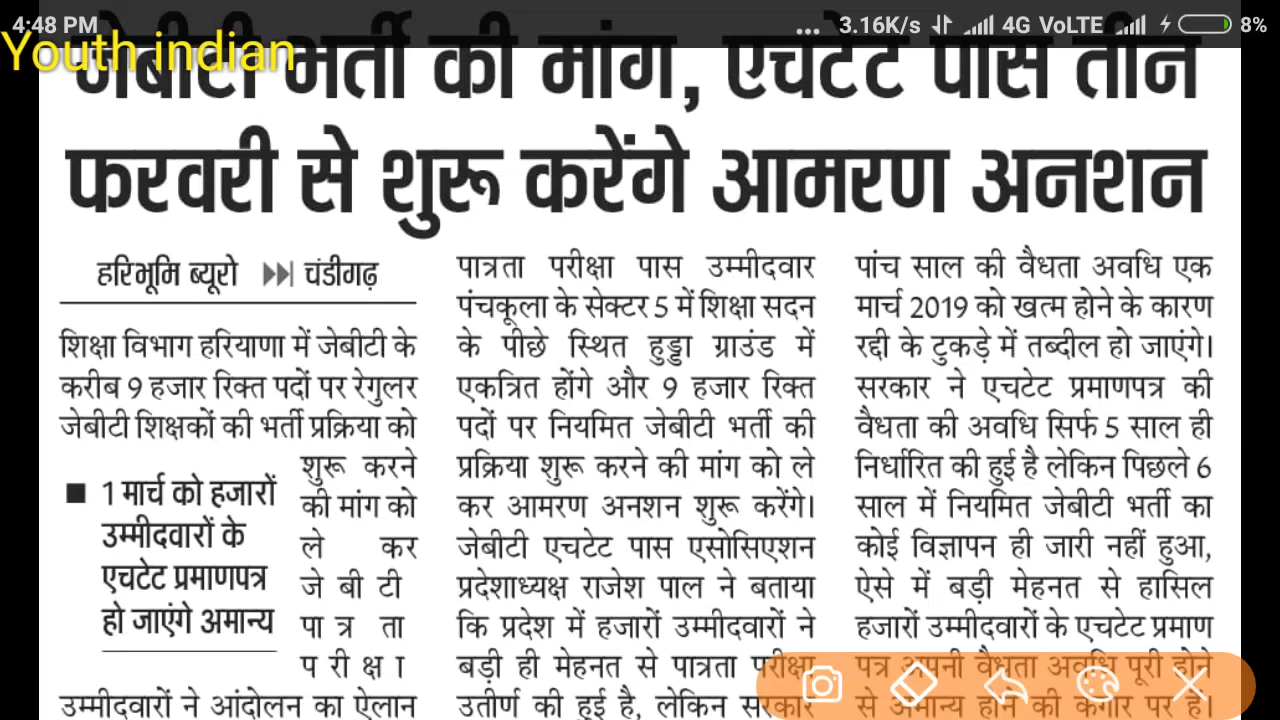 4:48 PM
... 3.16K/s 4G VoLTE 8%
Youth indian
जेबीटी भर्ती की मांग, एचटेट पास तीन
फरवरी से शुरू करेंगे आमरण अनशन
हरिभूमि ब्यूरो चंडीगढ़
शिक्षा विभाग हरियाणा में जेबीटी के
करीब 9 हजार रिक्त पदों पर रेगुलर
जेबीटी शिक्षकों की भर्ती प्रक्रिया को
शुरू करने
की मांग को
ले कर
जे बी टी
पा त्र ता
प री क्ष ा
उम्मीदवारों ने आंदोलन का ऐलान
■ 1 मार्च को हजारों
उम्मीदवारों के
एचटेट प्रमाणपत्र
हो जाएंगे अमान्य
पात्रता परीक्षा पास उम्मीदवार
पंचकूला के सेक्टर 5 में शिक्षा सदन
के पीछे स्थित हुड्डा ग्राउंड में
एकत्रित होंगे और 9 हजार रिक्त
पदों पर नियमित जेबीटी भर्ती की
प्रक्रिया शुरू करने की मांग को ले
कर आमरण अनशन शुरू करेंगे।
जेबीटी एचटेट पास एसोसिएशन
प्रदेशाध्यक्ष राजेश पाल ने बताया
कि प्रदेश में हजारों उम्मीदवारों ने
बड़ी ही मेहनत से पात्रता परीक्षा
उतीर्ण की हुई है, लेकिन सरकार
पांच साल की वैधता अवधि एक
मार्च 2019 को खत्म होने के कारण
रद्दी के टुकड़े में तब्दील हो जाएंगे।
सरकार ने एचटेट प्रमाणपत्र की
वैधता की अवधि सिर्फ 5 साल ही
निर्धारित की हुई है लेकिन पिछले 6
साल में नियमित जेबीटी भर्ती का
कोई विज्ञापन ही जारी नहीं हुआ,
ऐसे में बड़ी मेहनत से हासिल
हजारों उम्मीदवारों के एचटेट प्रमाण
पत्र अपनी वैधता अवधि पूरी होने
से अमान्य होने की कगार पर है।